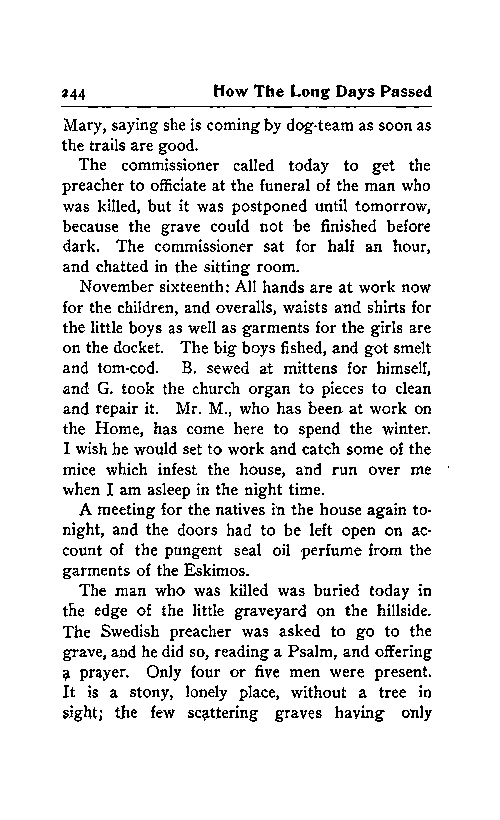 244 How The Long Days Passed
Mary, saying she is coming by dog-team as soon as
the trails are good.
The commissioner called today to get the
preacher to officiate at the funeral of the man who
was killed, but it was postponed until tomorrow,
because the grave could not be finished before
dark. The commissioner sat for half an hour,
and chatted in the sitting room.
November sixteenth: All hands are at work now
for the children, and overalls, waists and shirts for
the little boys as well as garments for the girls are
on the docket. The big boys fished, and got smelt
and tom-cod. B. sewed at mittens for himself,
and G. took the church organ to pieces to clean
and repair it. Mr. M., who has been at work on
the Home, has come here to spend the winter.
I wish he would set to work and catch some of the
mice which infest the house, and run over me
when I am asleep in the night time.
A meeting for the natives in the house again to-
night, and the doors had to be left open on ac-
count of the pungent seal oil perfume from the
garments of the Eskimos.
The man who was killed was buried today in
the edge of the little graveyard on the hillside.
The Swedish preacher was asked to go to the
grave, and he did so, reading a Psalm, and offering
a prayer. Only four or five men were present.
It is a stony, lonely place, without a tree in
sight; the few scattering graves having only